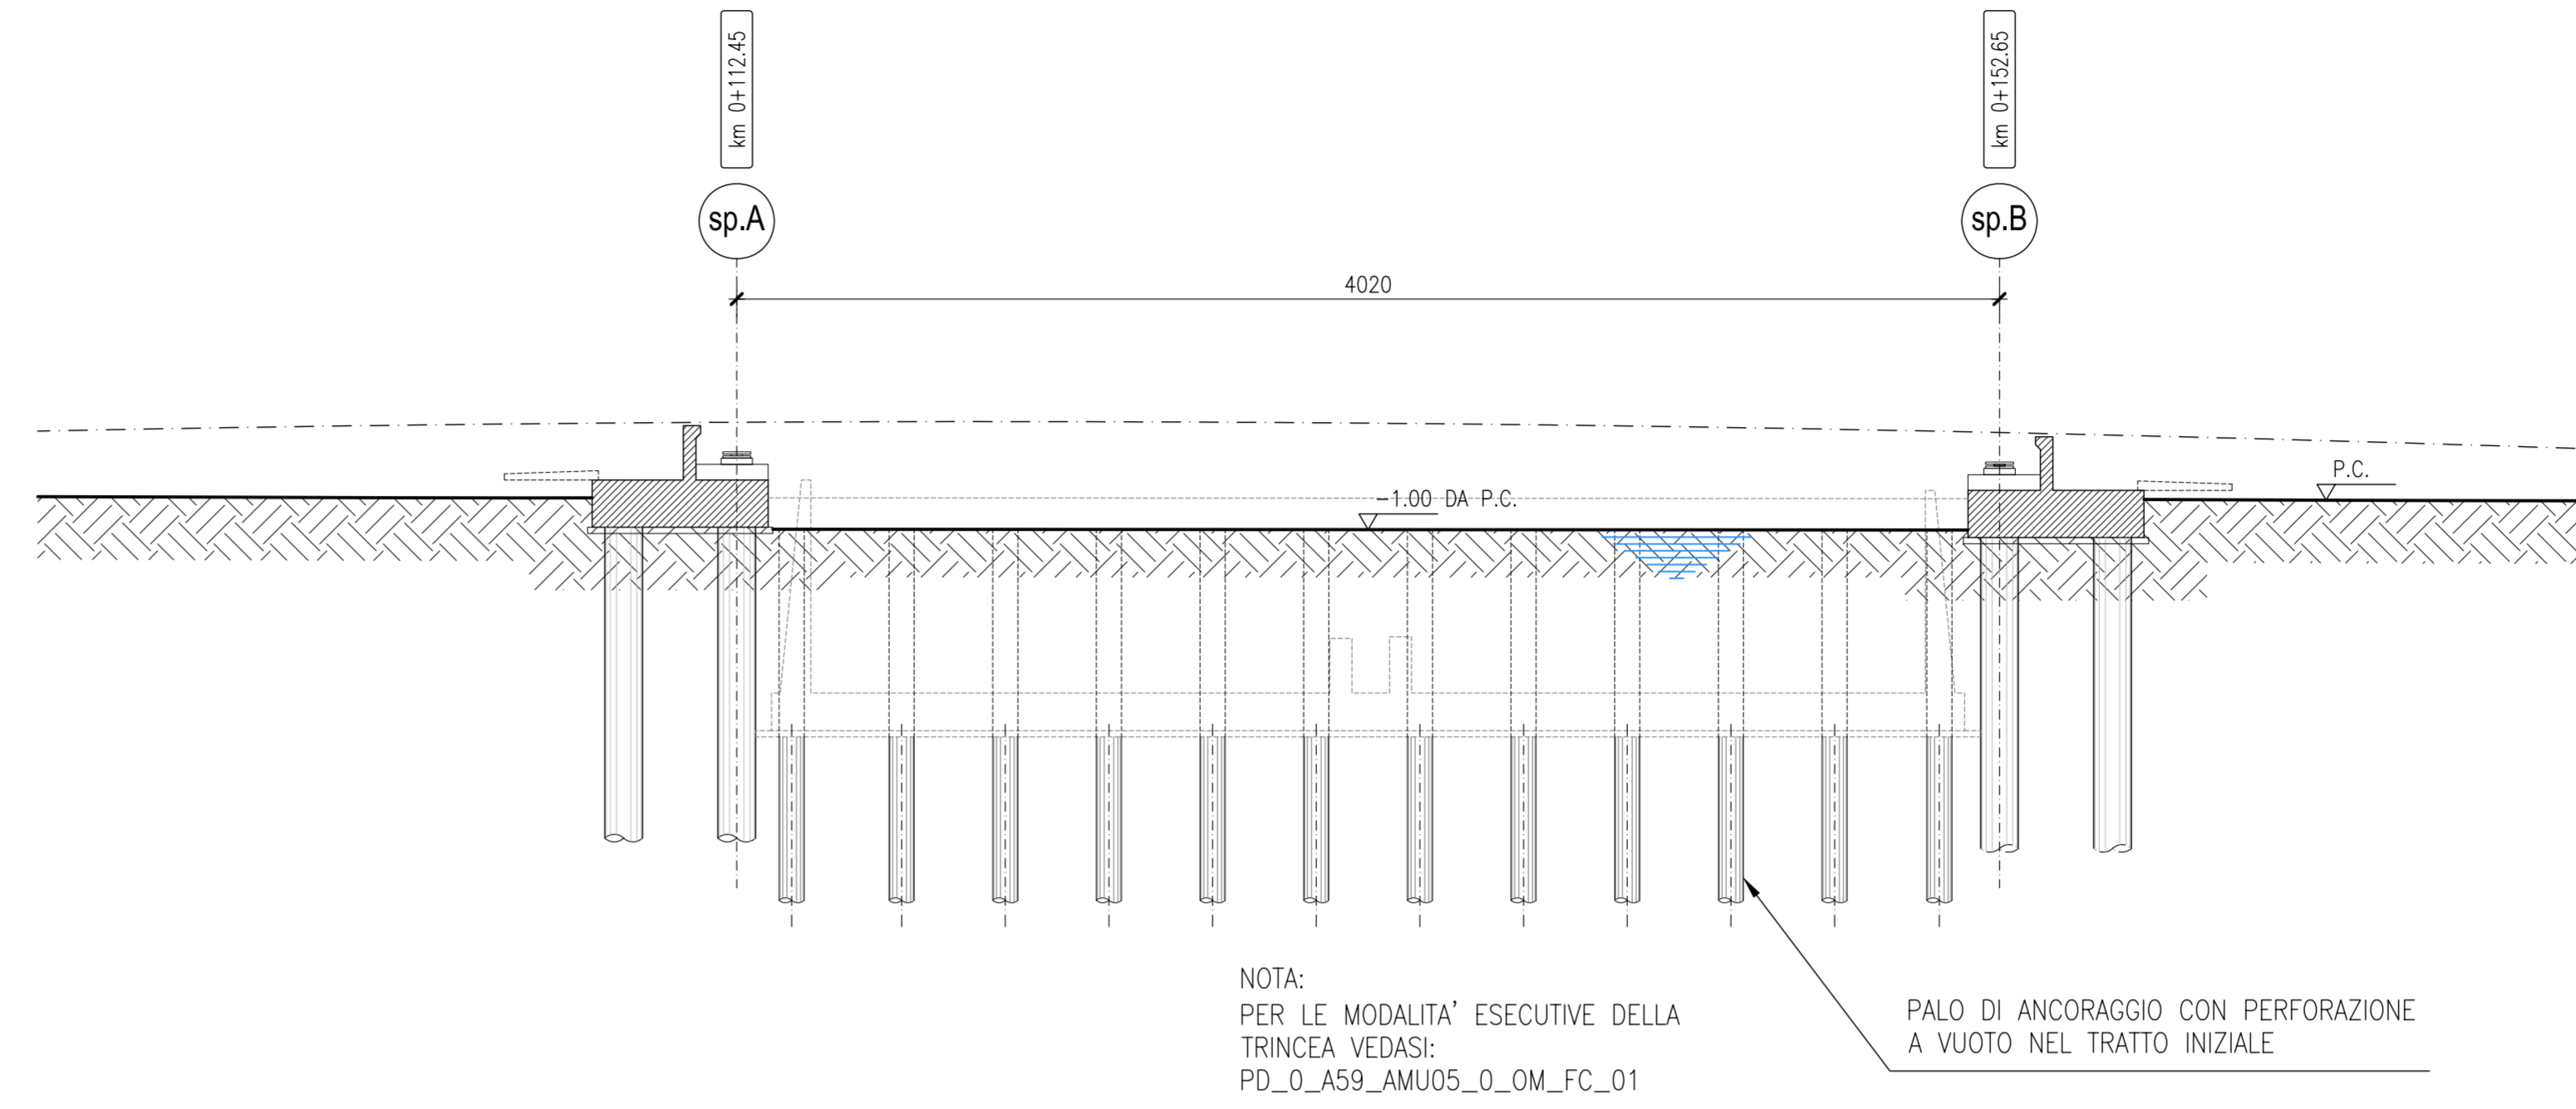 km 0+112.45
km 0+152.65
sp.A
sp.B
4020
P.C.
-1.00 DA P.C.
NOTA:
PER LE MODALITA' ESECUTIVE DELLA
TRINCEA VEDASI:
PD_0_A59_AMU05_0_OM_FC_01
PALO DI ANCORAGGIO CON PERFORAZIONE
A VUOTO NEL TRATTO INIZIALE